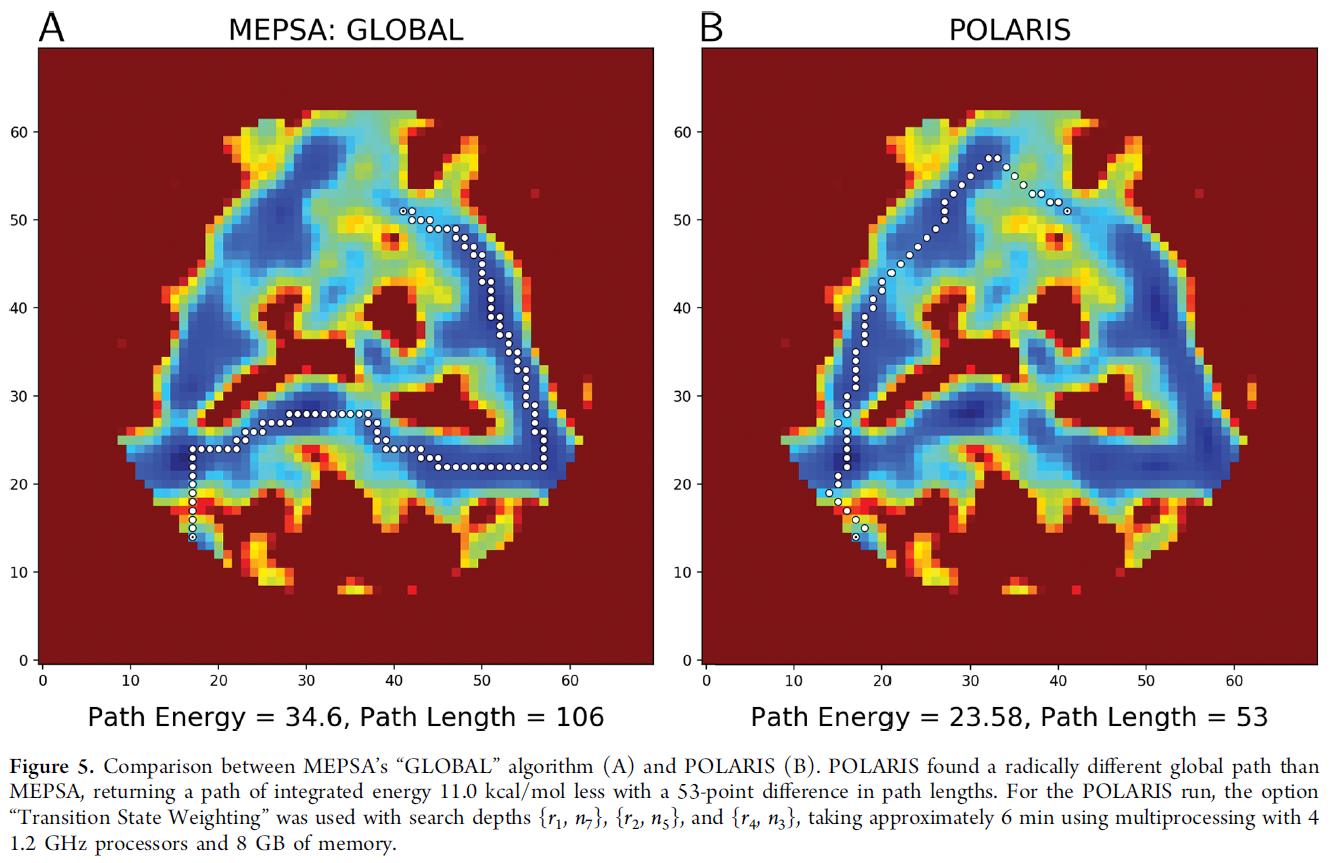 A
MEPSA: GLOBAL
60
50
40
30
20
10
0
0 10 20 30 40 50 60
Path Energy = 34.6, Path Length = 106
B
POLARIS
60
50
40
30
20
10
0
0 10 20 30 40 50 60
Path Energy = 23.58, Path Length = 53
Figure 5. Comparison between MEPSA's “GLOBAL” algorithm (A) and POLARIS (B). POLARIS found a radically different global path than
MEPSA, returning a path of integrated energy 11.0 kcal/mol less with a 53-point difference in path lengths. For the POLARIS run, the option
“Transition State Weighting” was used with search depths {r₁, n₇}, {r₂, n₅}, and {r₄, n₃}, taking approximately 6 min using multiprocessing with 4
1.2 GHz processors and 8 GB of memory.